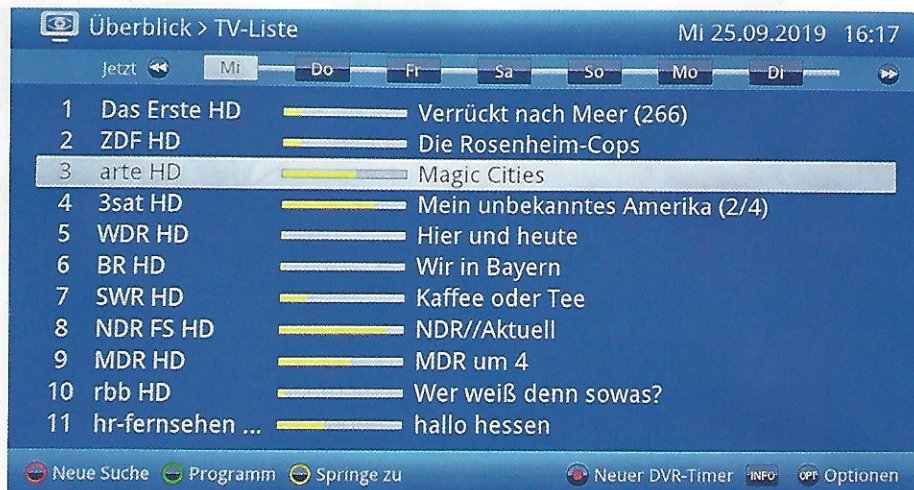 Überblick > TV-Liste Mi 25.09.2019 16:17
Jetzt Mi Do Fr Sa So Mo Di
1 Das Erste HD Verrückt nach Meer (266)
2 ZDF HD Die Rosenheim-Cops
3 arte HD Magic Cities
4 3sat HD Mein unbekanntes Amerika (2/4)
5 WDR HD Hier und heute
6 BR HD Wir in Bayern
7 SWR HD Kaffee oder Tee
8 NDR FS HD NDR//Aktuell
9 MDR HD MDR um 4
10 rbb HD Wer weiß denn sowas?
11 hr-fernsehen ... hallo hessen
Neue Suche Programm Springe zu Neuer DVR-Timer INFO OPT Optionen